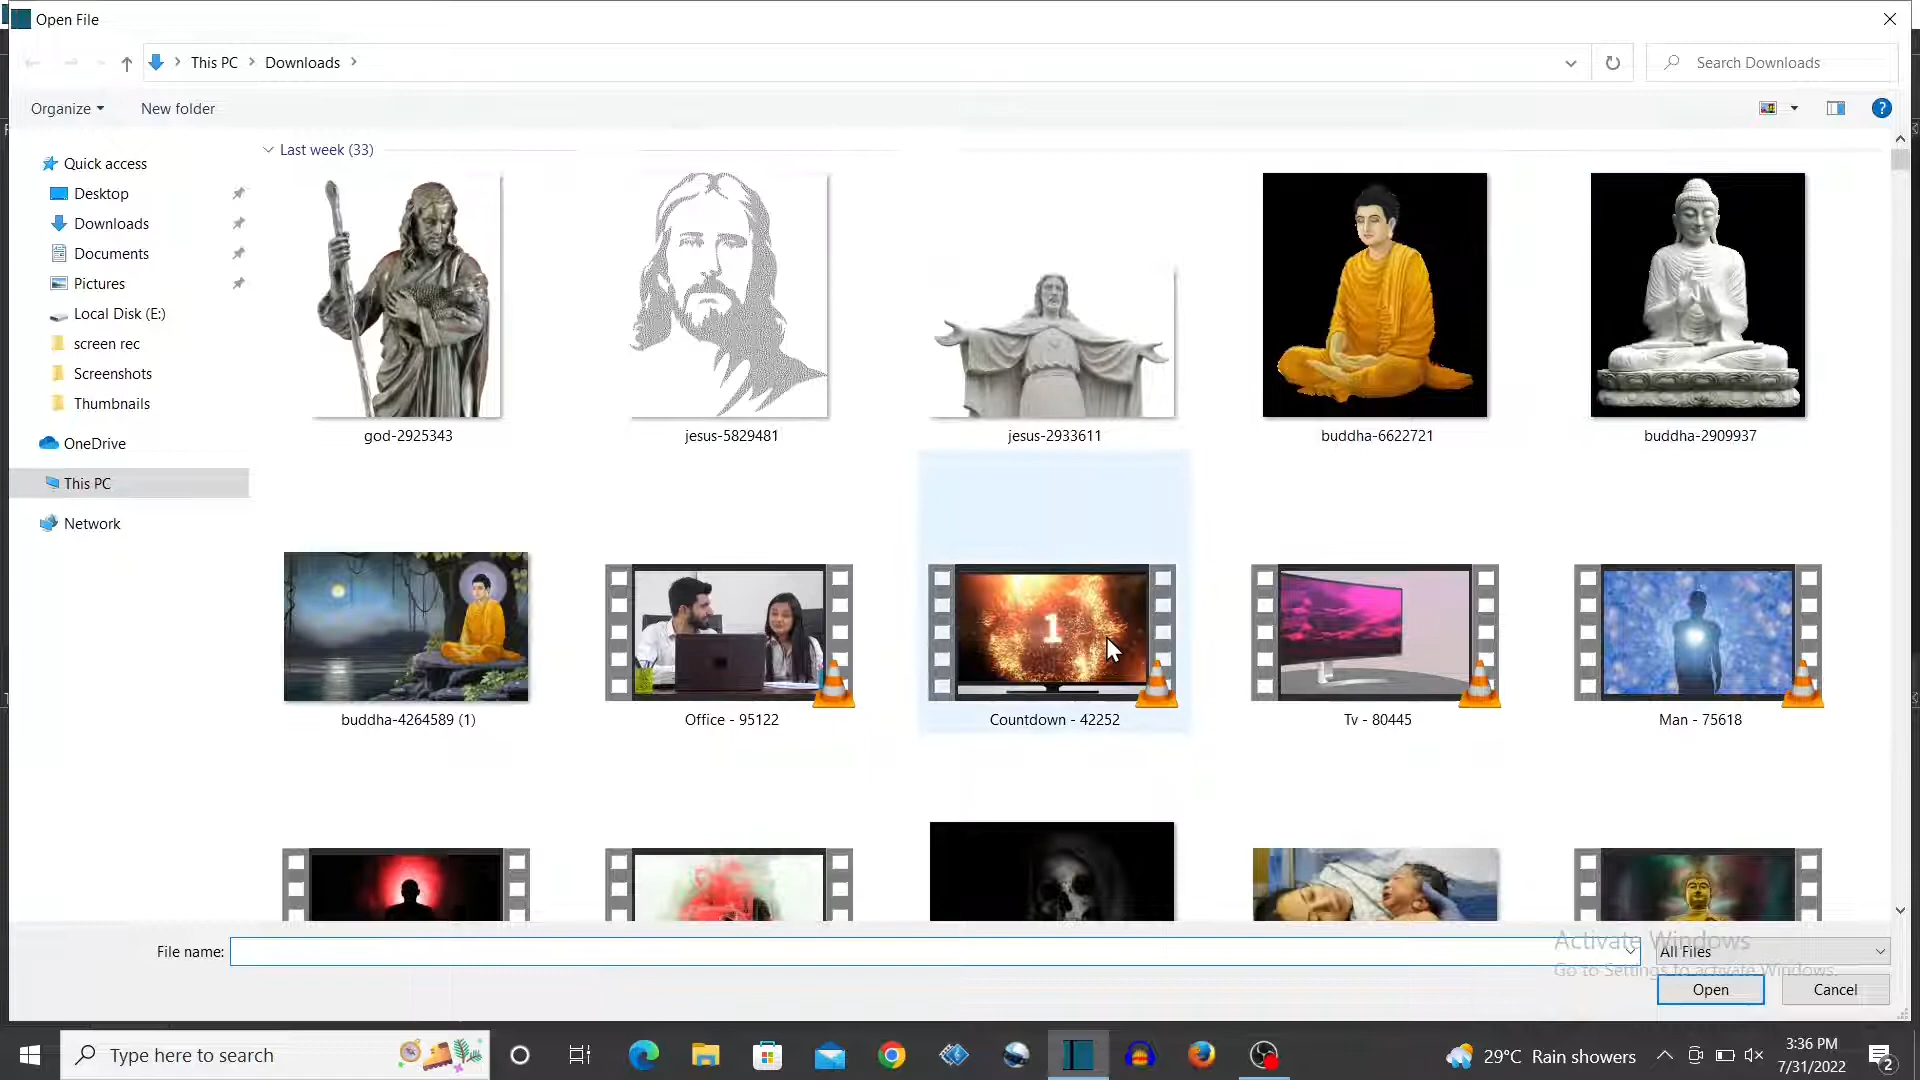 Open File
This PC
Downloads
Search Downloads
Organize
New folder
?
Last week (33)
Quick access
Desktop
Downloads
Documents
Pictures
Local Disk (E:)
screen rec
Screenshots
Thumbnails
OneDrive
This PC
Network
god-2925343
jesus-5829481
jesus-2933611
buddha-6622721
buddha-2909937
1
buddha-4264589 (1)
Office - 95122
Countdown - 42252
Tv - 80445
Man - 75618
Activate Windows
Go to Settings to activate Windows.
File name:
All Files
Open
Cancel
Type here to search
29°C Rain showers
3:36 PM
7/31/2022
2